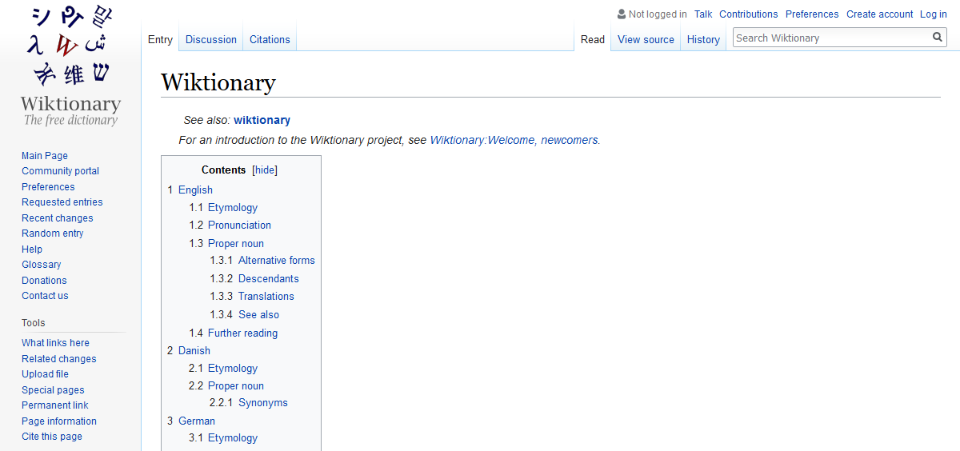 Not logged in Talk Contributions Preferences Create account Log in
Entry Discussion Citations Read View source History Search Wiktionary
シ Pγ 말
λ W ش
维 ש
Wiktionary
The free dictionary
Main Page
Community portal
Preferences
Requested entries
Recent changes
Random entry
Help
Glossary
Donations
Contact us
Tools
What links here
Related changes
Upload file
Special pages
Permanent link
Page information
Cite this page
Wiktionary
See also: wiktionary
For an introduction to the Wiktionary project, see Wiktionary:Welcome, newcomers.
Contents [hide]
1 English
1.1 Etymology
1.2 Pronunciation
1.3 Proper noun
1.3.1 Alternative forms
1.3.2 Descendants
1.3.3 Translations
1.3.4 See also
1.4 Further reading
2 Danish
2.1 Etymology
2.2 Proper noun
2.2.1 Synonyms
3 German
3.1 Etymology